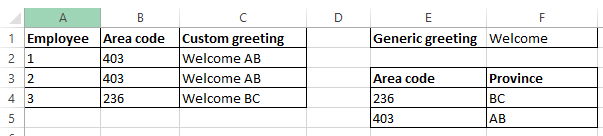 A B C D E F
1 Employee Area code Custom greeting Generic greeting Welcome
2 1 403 Welcome AB
3 2 403 Welcome AB Area code Province
4 3 236 Welcome BC 236 BC
5 403 AB